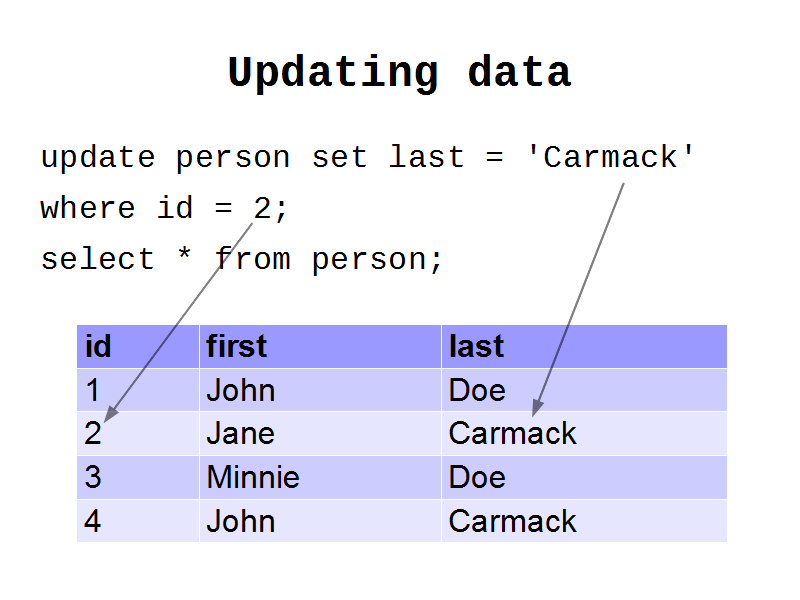 Updating data
update person set last = 'Carmack'
where id = 2;
select * from person;
id first last
1 John Doe
2 Jane Carmack
3 Minnie Doe
4 John Carmack